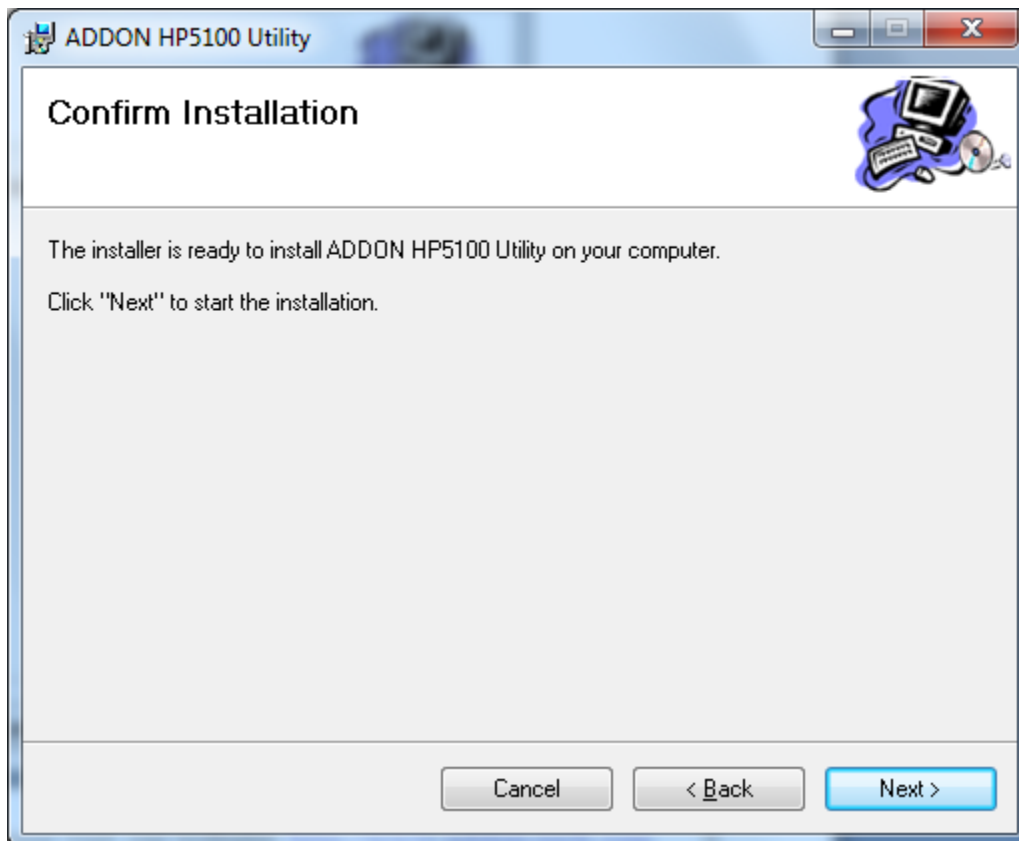 ADDON HP5100 Utility
Confirm Installation
The installer is ready to install ADDON HP5100 Utility on your computer.
Click "Next" to start the installation.
Cancel
< Back
Next >